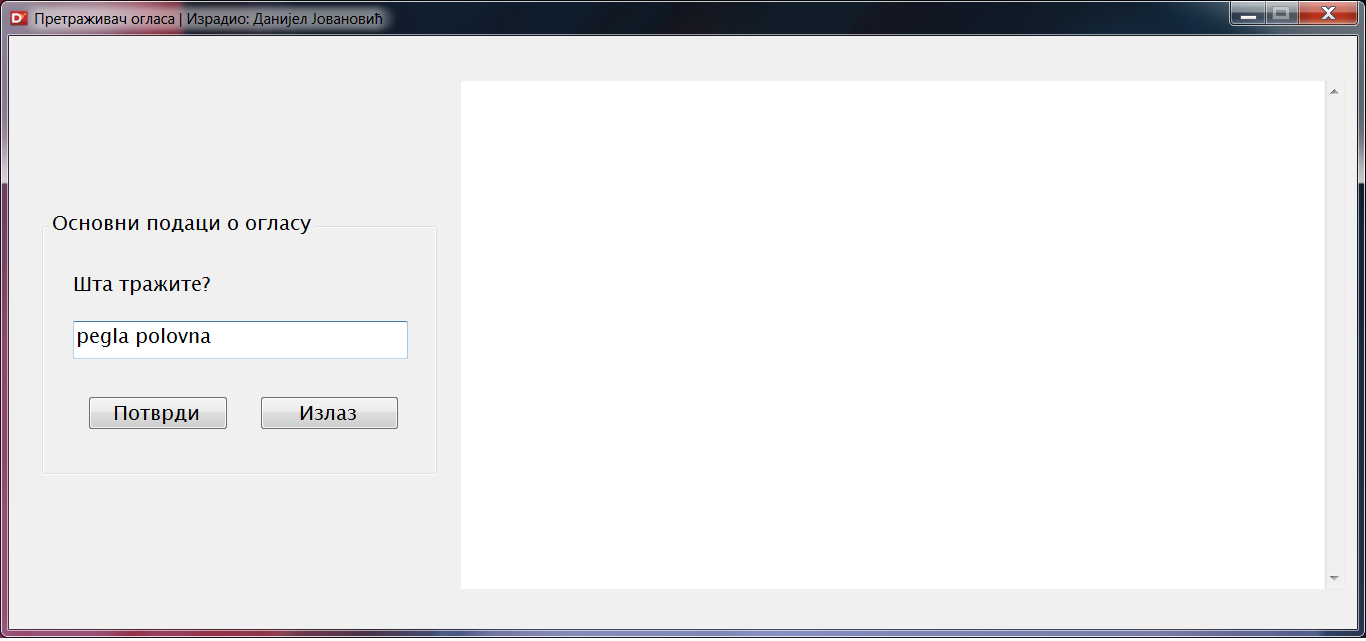 Претраживач огласа | Израдио: Данијел Јовановић
Основни подаци о огласу
Шта тражите?
pegla polovna
Потврди
Излаз